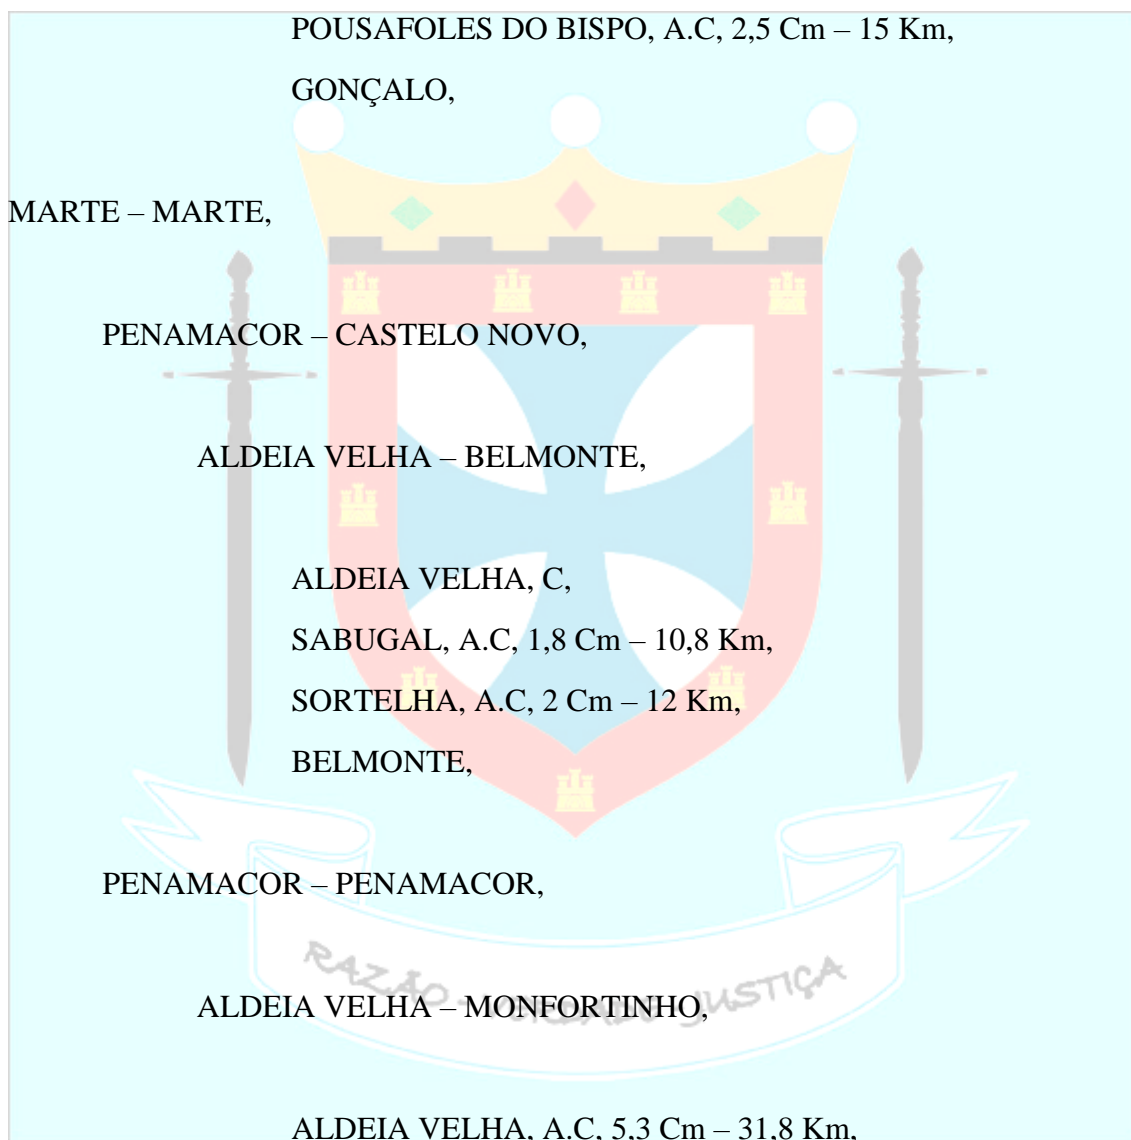 POUSAFOLES DO BISPO, A.C, 2,5 Cm – 15 Km,
GONÇALO,
MARTE – MARTE,
PENAMACOR – CASTELO NOVO,
ALDEIA VELHA – BELMONTE,
ALDEIA VELHA, C,
SABUGAL, A.C, 1,8 Cm – 10,8 Km,
SORTELHA, A.C, 2 Cm – 12 Km,
BELMONTE,
PENAMACOR – PENAMACOR,
RAZÃO - VERDADE - JUSTIÇA
ALDEIA VELHA – MONFORTINHO,
ALDEIA VELHA, A.C, 5,3 Cm – 31,8 Km,